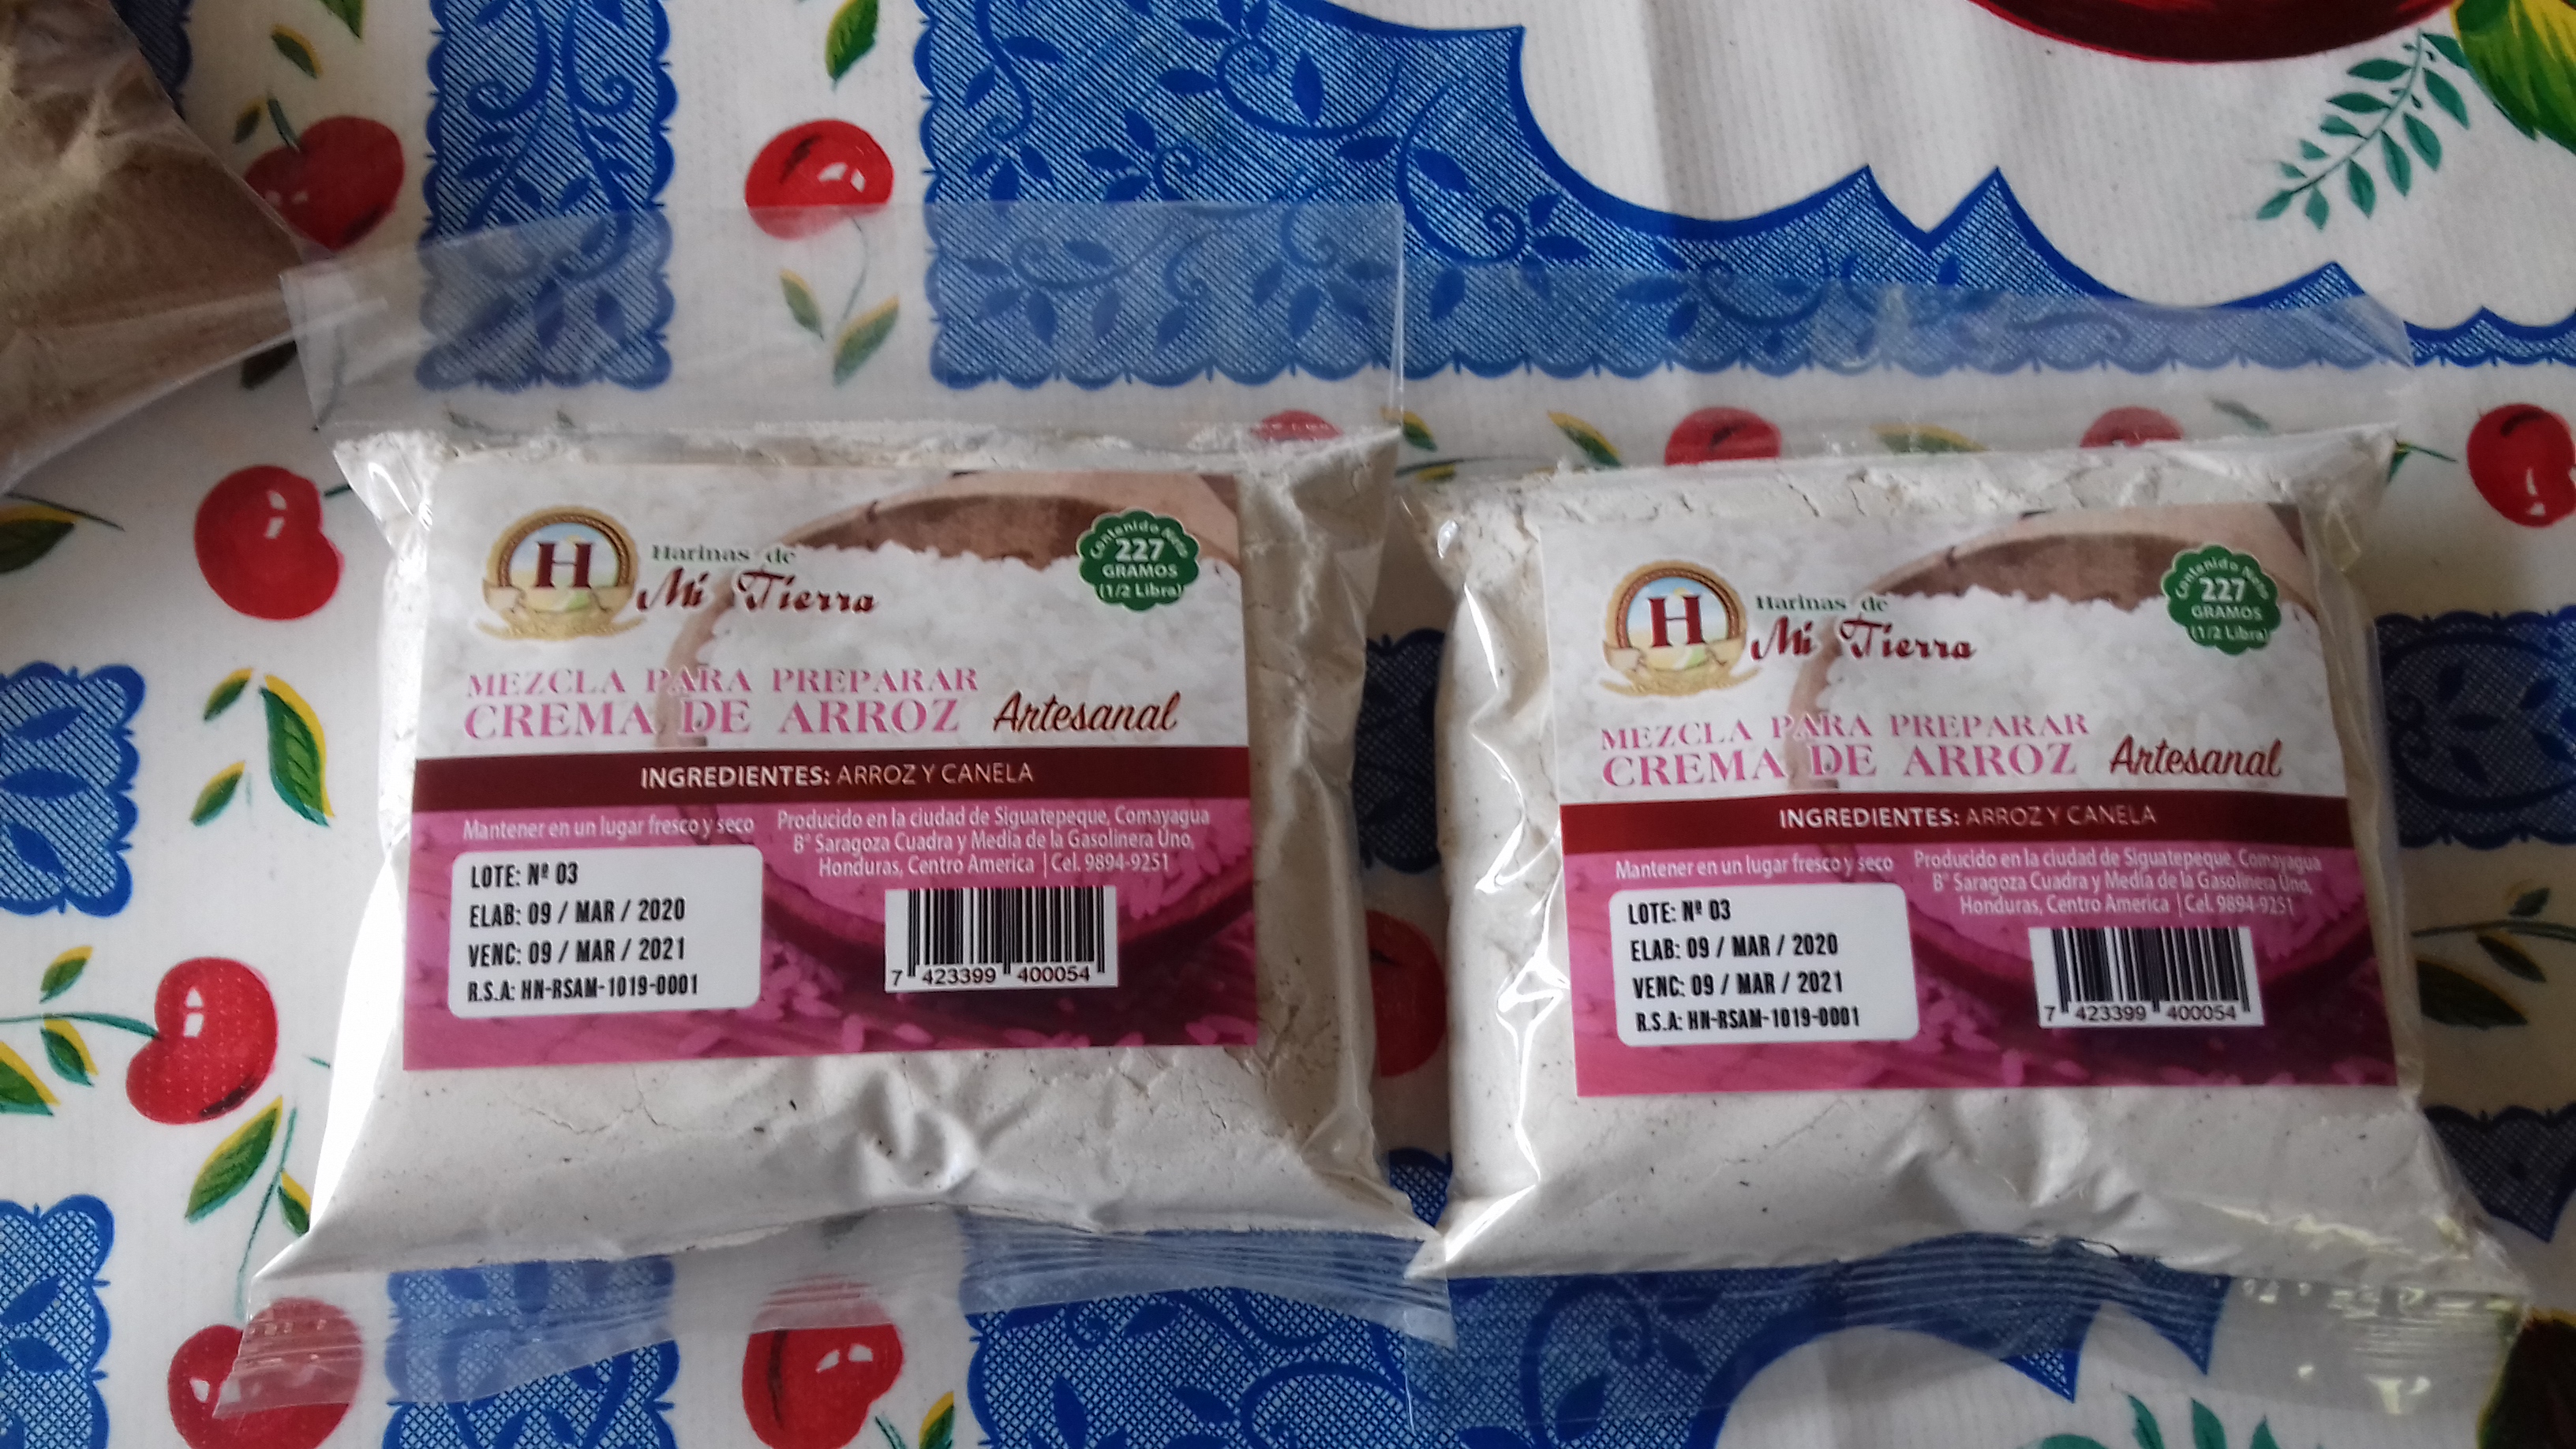 H
Harinas de
Mi Tierra
Contenido Neto
227
GRAMOS
(1/2 Libra)
MEZCLA PARA PREPARAR
CREMA DE ARROZ Artesanal
INGREDIENTES: ARROZ Y CANELA
Mantener en un lugar fresco y seco
Producido en la ciudad de Siguatepeque, Comayagua
B° Saragoza Cuadra y Media de la Gasolinera Uno,
Honduras, Centro America | Cel. 9894-9251
LOTE: Nº 03
ELAB: 09 / MAR / 2020
VENC: 09 / MAR / 2021
R.S.A: HN-RSAM-1019-0001
7 423399 400054
H
Harinas de
Mi Tierra
Contenido Neto
227
GRAMOS
(1/2 Libra)
MEZCLA PARA PREPARAR
CREMA DE ARROZ Artesanal
INGREDIENTES: ARROZ Y CANELA
Mantener en un lugar fresco y seco
Producido en la ciudad de Siguatepeque, Comayagua
B° Saragoza Cuadra y Media de la Gasolinera Uno,
Honduras, Centro America | Cel. 9894-9251
LOTE: Nº 03
ELAB: 09 / MAR / 2020
VENC: 09 / MAR / 2021
R.S.A: HN-RSAM-1019-0001
7 423399 400054